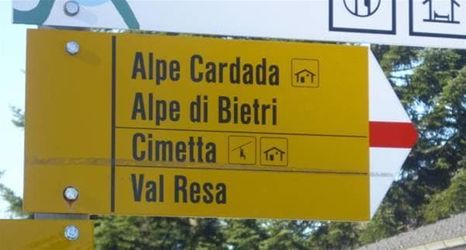 Alpe Cardada
Alpe di Bietri
Cimetta
Val Resa